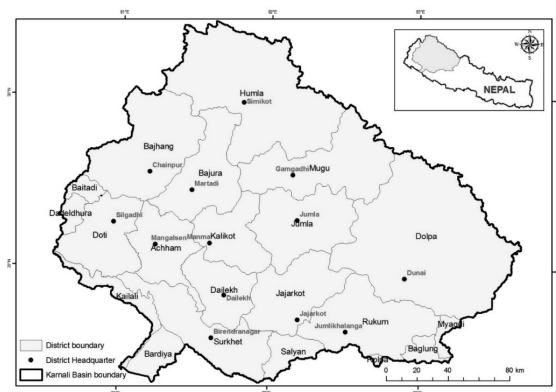 NEPAL
N
W
E
S
Humla
Simikot
Bajhang
Chainpur
Bajura
Martadi
Gamgadhi
Mugu
Baitadi
Dadeldhura
Silgadhi
Doti
Mangalsen
Achham
Manma
Kalikot
Jumla
Jumla
Dolpa
Dunai
Kailali
Dailekh
Dailekh
Jajarkot
Jajarkot
Jumlikhalanga
Rukum
Birendranagar
Surkhet
Bardiya
Salyan
Rolpa
Myagdi
Baglung
District boundary
District Headquarter
Karnali Basin boundary
0 20 40 60 80 km